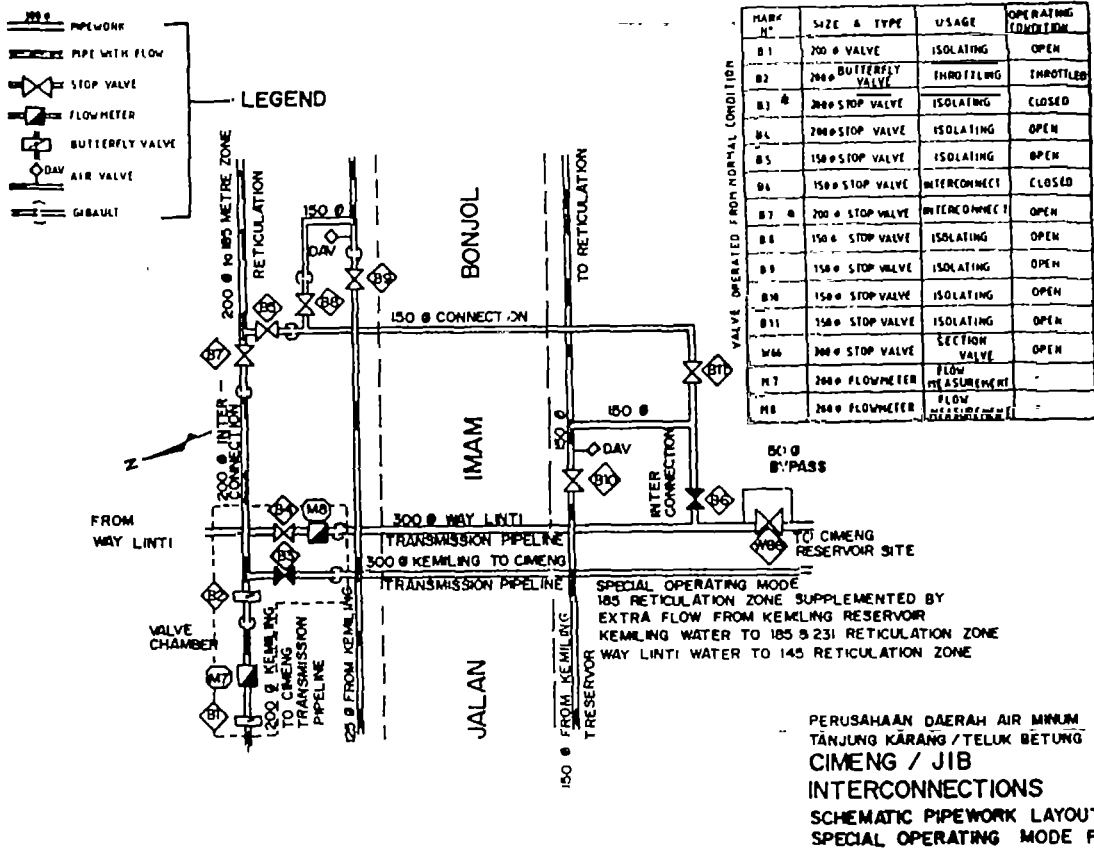 300 ø
PIPEWORK
PIPE WITH FLOW
STOP VALVE
FLOWMETER
BUTTERFLY VALVE
DAV AIR VALVE
GIBAULT
LEGEND
VALVE OPERATED FROM NORMAL CONDITION
MARK Nº SIZE & TYPE USAGE OPERATING CONDITION
B1 200 ø VALVE ISOLATING OPEN
B2 200 ø BUTTERFLY VALVE THROTTLING THROTTLED
B3 * 200 ø STOP VALVE ISOLATING CLOSED
B4 200 ø STOP VALVE ISOLATING OPEN
B5 150 ø STOP VALVE ISOLATING OPEN
B6 150 ø STOP VALVE INTERCONNECT CLOSED
B7 * 200 ø STOP VALVE INTERCONNECT OPEN
B8 150 ø STOP VALVE ISOLATING OPEN
B9 150 ø STOP VALVE ISOLATING OPEN
B10 150 ø STOP VALVE ISOLATING OPEN
B11 150 ø STOP VALVE ISOLATING OPEN
W66 300 ø STOP VALVE SECTION VALVE OPEN
M7 200 ø FLOWMETER FLOW MEASUREMENT -
M8 200 ø FLOWMETER FLOW MEASUREMENT -
200 ø to 185 METRE ZONE
RETICULATION
150 ø
DAV
B9
B8
B5
B7
150 ø CONNECTION
BONJOL
IMAM
JALAN
TO RETICULATION
B11
150 ø
150 ø
DAV
B10
INTER
CONNECTION
B6
80 ø
BYPASS
W66
TO CIMENG
RESERVOIR SITE
N
200 ø INTER
CONNECTION
FROM
WAY LINTI
B4
M8
B3
300 ø WAY LINTI
TRANSMISSION PIPELINE
300 ø KEMILING TO CIMENG
TRANSMISSION PIPELINE
B2
VALVE
CHAMBER
M7
B1
200 ø KEMILING
TO CIMENG
TRANSMISSION
PIPELINE
125 ø FROM KEMILING
150 ø FROM KEMILING
RESERVOIR
SPECIAL OPERATING MODE
185 RETICULATION ZONE SUPPLEMENTED BY
EXTRA FLOW FROM KEMILING RESERVOIR
KEMILING WATER TO 185 & 231 RETICULATION ZONE
WAY LINTI WATER TO 145 RETICULATION ZONE
PERUSAHAAN DAERAH AIR MINUM
TANJUNG KARANG / TELUK BETUNG
CIMENG / JIB
INTERCONNECTIONS
SCHEMATIC PIPEWORK LAYOUT
SPECIAL OPERATING MODE F